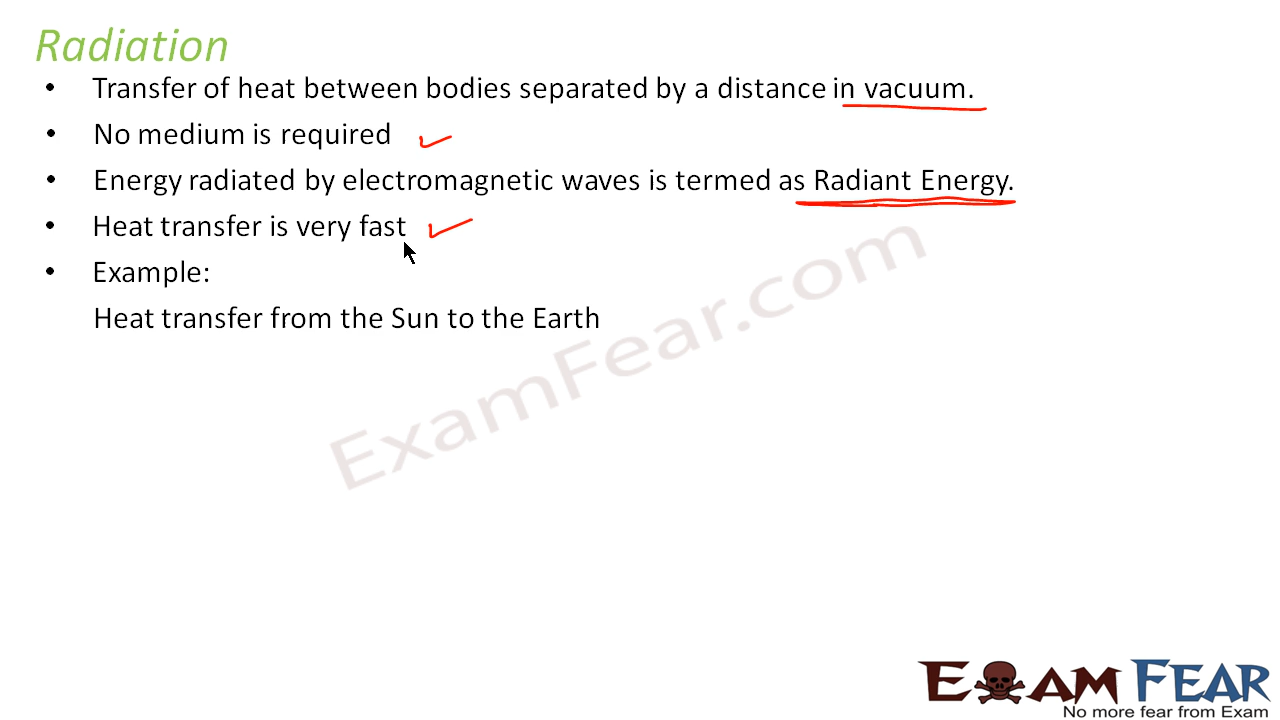 Radiation
• Transfer of heat between bodies separated by a distance in vacuum.
• No medium is required
• Energy radiated by electromagnetic waves is termed as Radiant Energy.
• Heat transfer is very fast
• Example:
Heat transfer from the Sun to the Earth
ExamFear.com
EXAM FEAR
No more fear from Exam